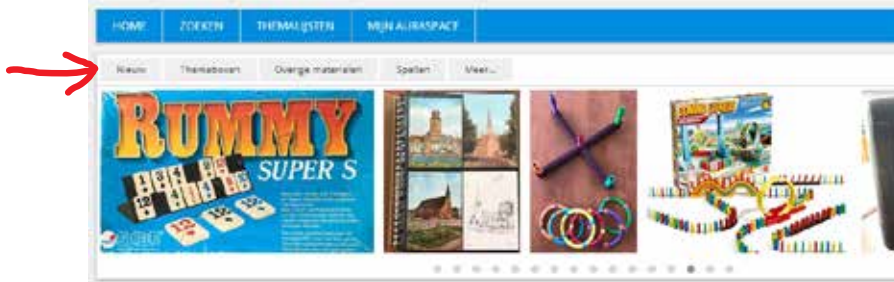 HOME ZOEKEN THEMALIJSTEN MIJN AURASPACE
Nieuw Themaboxen Overige materialen Spellen Meer...
RUMMY
SUPER S